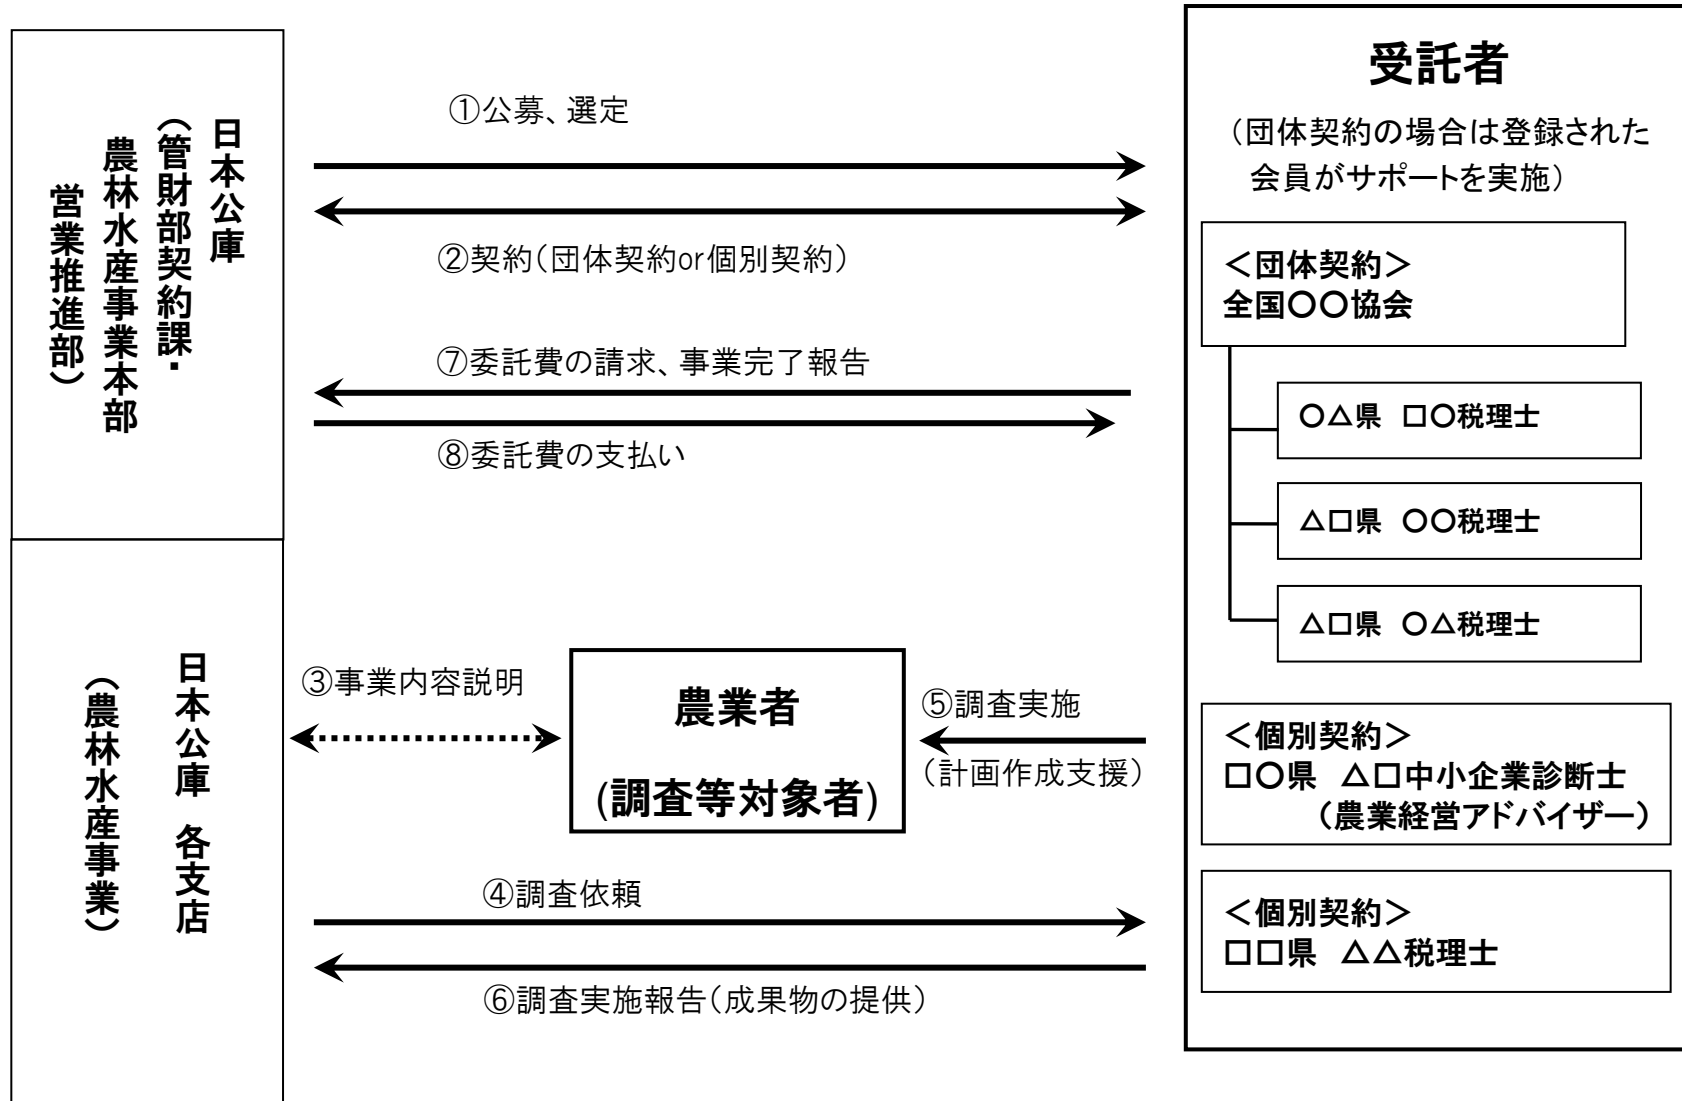 日本公庫
（管財部契約課・
農林水産事業本部
営業推進部）
①公募、選定
②契約（団体契約or個別契約）
⑦委託費の請求、事業完了報告
⑧委託費の支払い
日本公庫 各支店
（農林水産事業）
③事業内容説明
農業者
(調査等対象者)
⑤調査実施
（計画作成支援）
④調査依頼
⑥調査実施報告（成果物の提供）
受託者
（団体契約の場合は登録された
会員がサポートを実施）
＜団体契約＞
全国〇〇協会
〇△県 □〇税理士
△□県 〇〇税理士
△□県 〇△税理士
＜個別契約＞
□〇県 △□中小企業診断士
（農業経営アドバイザー）
＜個別契約＞
□□県 △△税理士